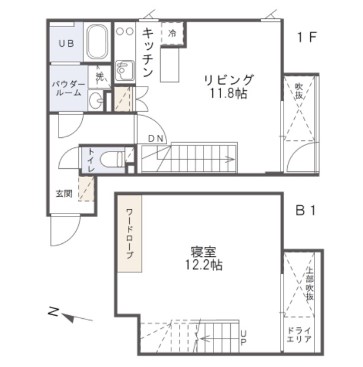 1F
UB
キッチン
冷
洗
パウダー
ルーム
リビング
11.8帖
吹抜
DN
トイレ
玄関
B1
ワードローブ
寝室
12.2帖
上部吹抜
ドライ
エリア
UP
N